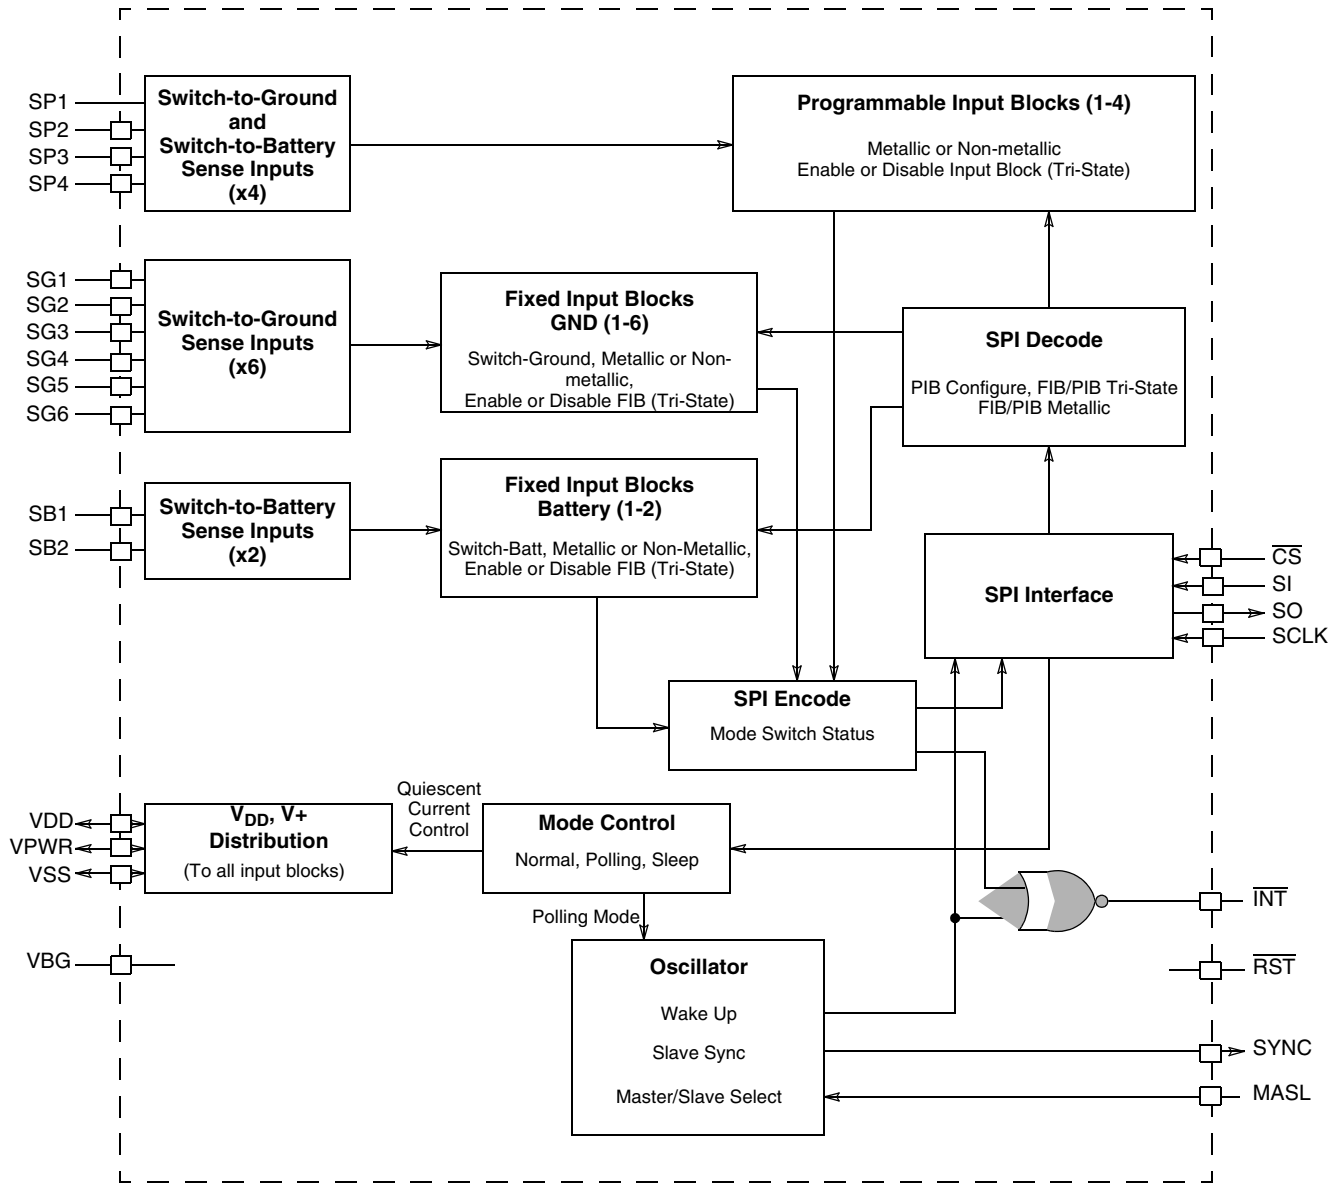 SP1
SP2
SP3
SP4
Switch-to-Ground
and
Switch-to-Battery
Sense Inputs
(x4)
Programmable Input Blocks (1-4)
Metallic or Non-metallic
Enable or Disable Input Block (Tri-State)
SG1
SG2
SG3
SG4
SG5
SG6
Switch-to-Ground
Sense Inputs
(x6)
Fixed Input Blocks
GND (1-6)
Switch-Ground, Metallic or Non-
metallic,
Enable or Disable FIB (Tri-State)
SPI Decode
PIB Configure, FIB/PIB Tri-State
FIB/PIB Metallic
SB1
SB2
Switch-to-Battery
Sense Inputs
(x2)
Fixed Input Blocks
Battery (1-2)
Switch-Batt, Metallic or Non-Metallic,
Enable or Disable FIB (Tri-State)
SPI Interface
C̅S̅
SI
SO
SCLK
SPI Encode
Mode Switch Status
VDD
VPWR
VSS
VDD, V+
Distribution
(To all input blocks)
Quiescent
Current
Control
Mode Control
Normal, Polling, Sleep
Polling Mode
I̅N̅T̅
VBG
Oscillator
Wake Up
Slave Sync
Master/Slave Select
R̅S̅T̅
SYNC
MASL